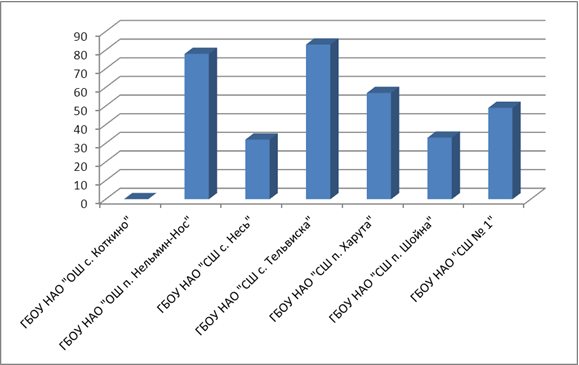 90
80
70
60
50
40
30
20
10
0
ГБОУ НАО "ОШ с. Коткино"
ГБОУ НАО "ОШ п. Нельмин-Нос"
ГБОУ НАО "СШ с. Несь"
ГБОУ НАО "СШ с. Тельвиска"
ГБОУ НАО "СШ п. Харута"
ГБОУ НАО "СШ п. Шойна"
ГБОУ НАО "СШ № 1"